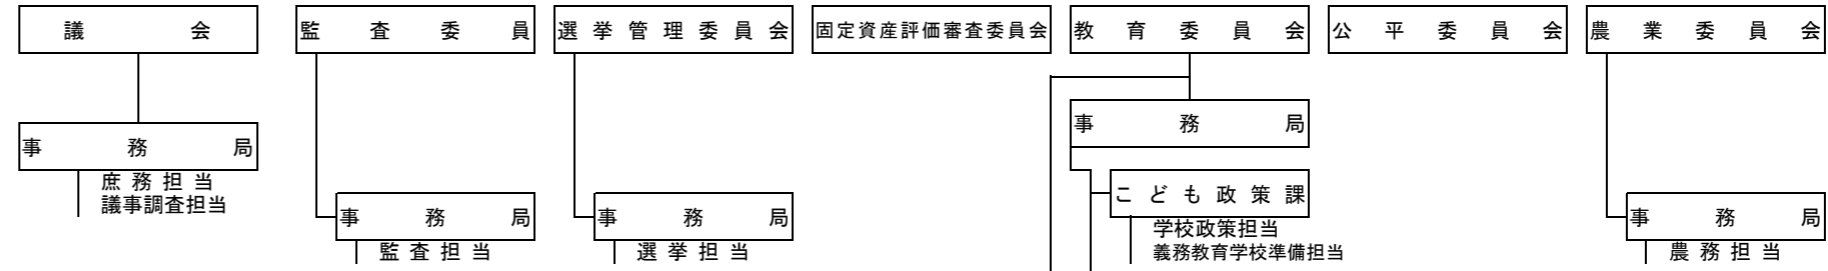 議会 監査委員 選挙管理委員会 固定資産評価審査委員会 教育委員会 公平委員会 農業委員会
事務局 事務局
庶務担当 こども政策課
議事調査担当 事務局 事務局 学校政策担当 事務局
監査担当 選挙担当 義務教育学校準備担当 農務担当